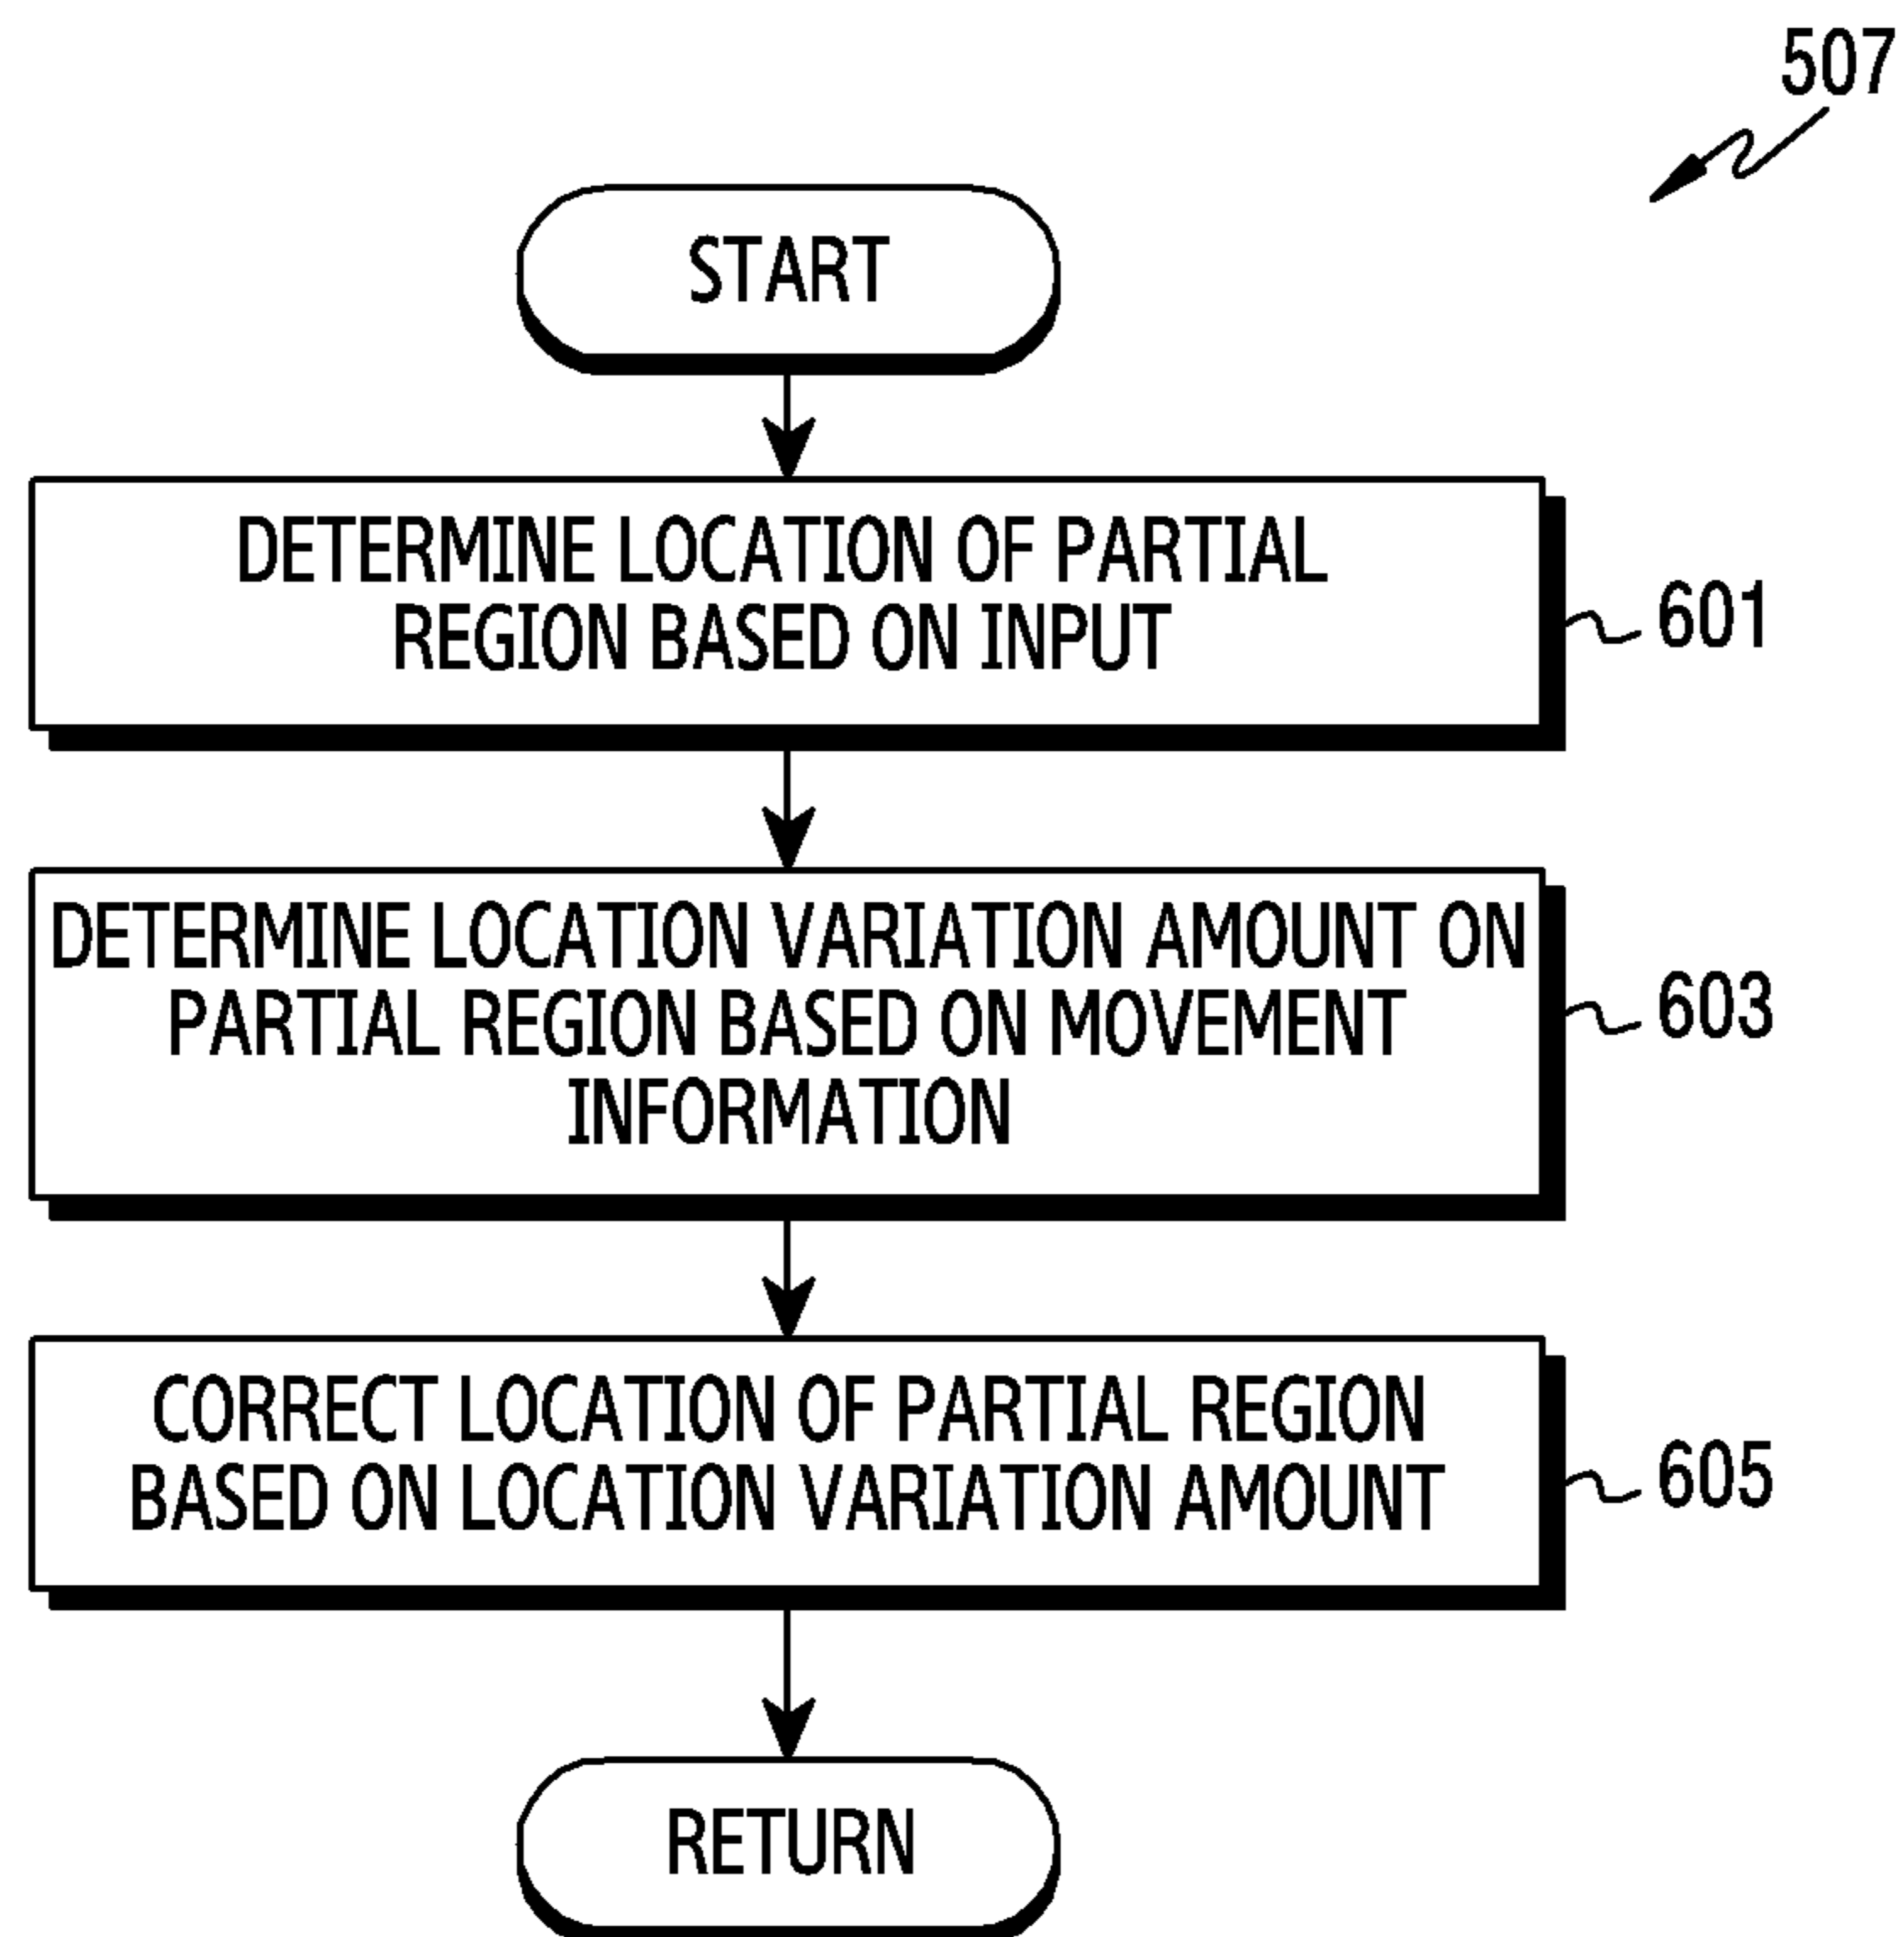 507
START
DETERMINE LOCATION OF PARTIAL
REGION BASED ON INPUT
601
DETERMINE LOCATION VARIATION AMOUNT ON
PARTIAL REGION BASED ON MOVEMENT
INFORMATION
603
CORRECT LOCATION OF PARTIAL REGION
BASED ON LOCATION VARIATION AMOUNT
605
RETURN